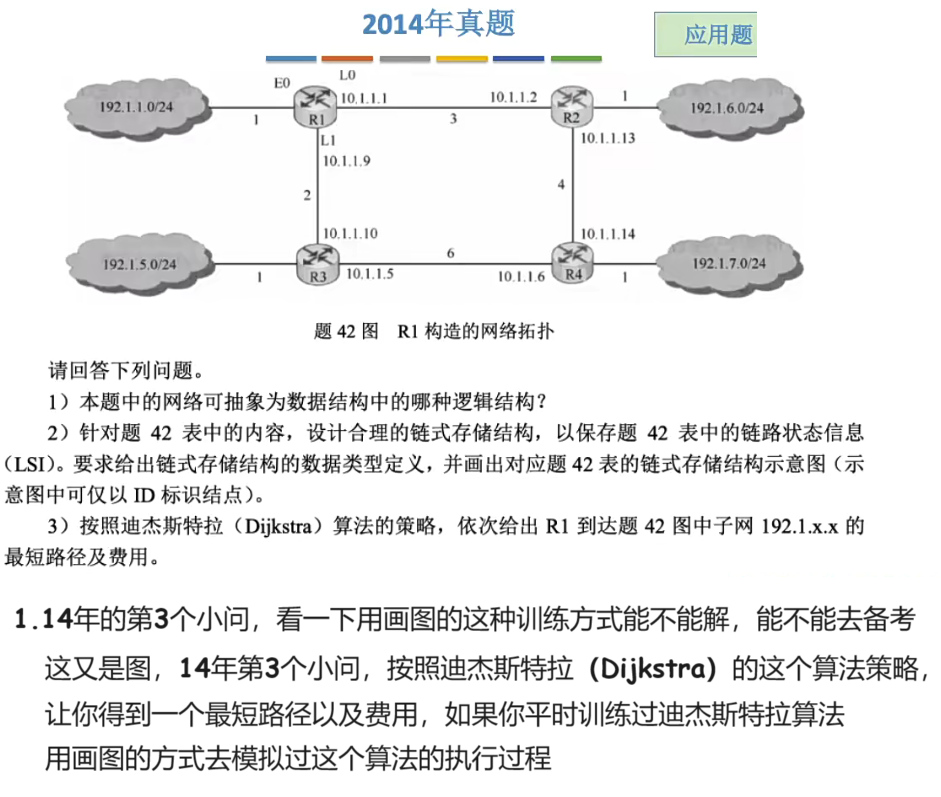 2014年真题
应用题
E0
L0
192.1.1.0/24
10.1.1.1
10.1.1.2
1
192.1.6.0/24
1
R1
3
R2
L1
10.1.1.13
10.1.1.9
2
4
10.1.1.10
10.1.1.14
192.1.5.0/24
6
192.1.7.0/24
1
R3
10.1.1.5
10.1.1.6
R4
1
题 42 图 R1 构造的网络拓扑
请回答下列问题。
1）本题中的网络可抽象为数据结构中的哪种逻辑结构？
2）针对题 42 表中的内容，设计合理的链式存储结构，以保存题 42 表中的链路状态信息
（LSI）。要求给出链式存储结构的数据类型定义，并画出对应题 42 表的链式存储结构示意图（示
意图中可仅以 ID 标识结点）。
3）按照迪杰斯特拉（Dijkstra）算法的策略，依次给出 R1 到达题 42 图中子网 192.1.x.x 的
最短路径及费用。
1.14年的第3个小问，看一下用画图的这种训练方式能不能解，能不能去备考
这又是图，14年第3个小问，按照迪杰斯特拉（Dijkstra）的这个算法策略，
让你得到一个最短路径以及费用，如果你平时训练过迪杰斯特拉算法
用画图的方式去模拟过这个算法的执行过程